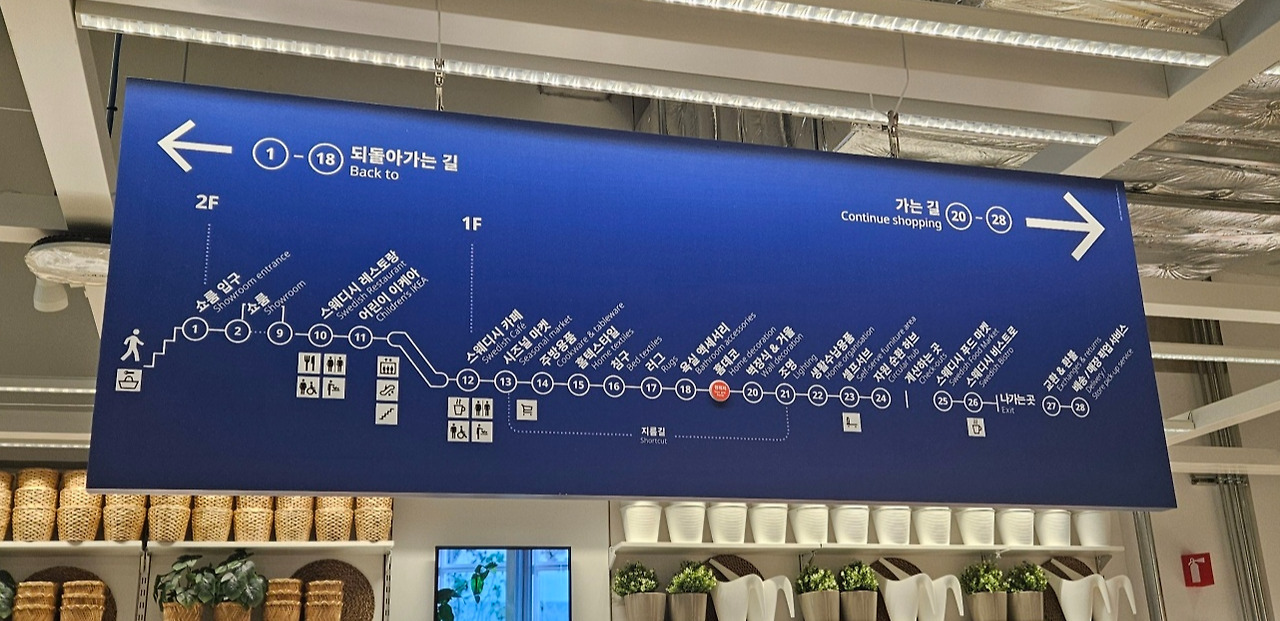 1 - 18 되돌아가는 길
Back to
가는 길
Continue shopping 20 - 28
2F
1F
쇼룸 입구
Showroom entrance
쇼룸
Showroom
스웨디시 레스토랑
Swedish Restaurant
어린이 이케아
Children's IKEA
스웨디시 카페
Swedish Café
시즈널 마켓
Seasonal market
주방용품
Cookware & tableware
홈텍스타일
Home textiles
침구
Bed textiles
러그
Rugs
욕실 액세서리
Bathroom accessories
홈데코
Home decoration
벽장식 & 거울
decoration
조명
Lighting
생활수납용품
Home organisation
셀프서브
Self-serve furniture area
자원 순환 허브
Circular hub
계산하는 곳
Check-outs
스웨디시 푸드 마켓
Swedish Food Market
스웨디시 비스트로
Swedish Bistro
나가는곳
Exit
교환 & 환불
Exchange & returns
배송 / 매장 픽업 서비스
Store pick-up service
1 2 9 10 11 12 13 14 15 16 17 18 20 21 22 23 24 25 26 27 28
지름길
Shortcut